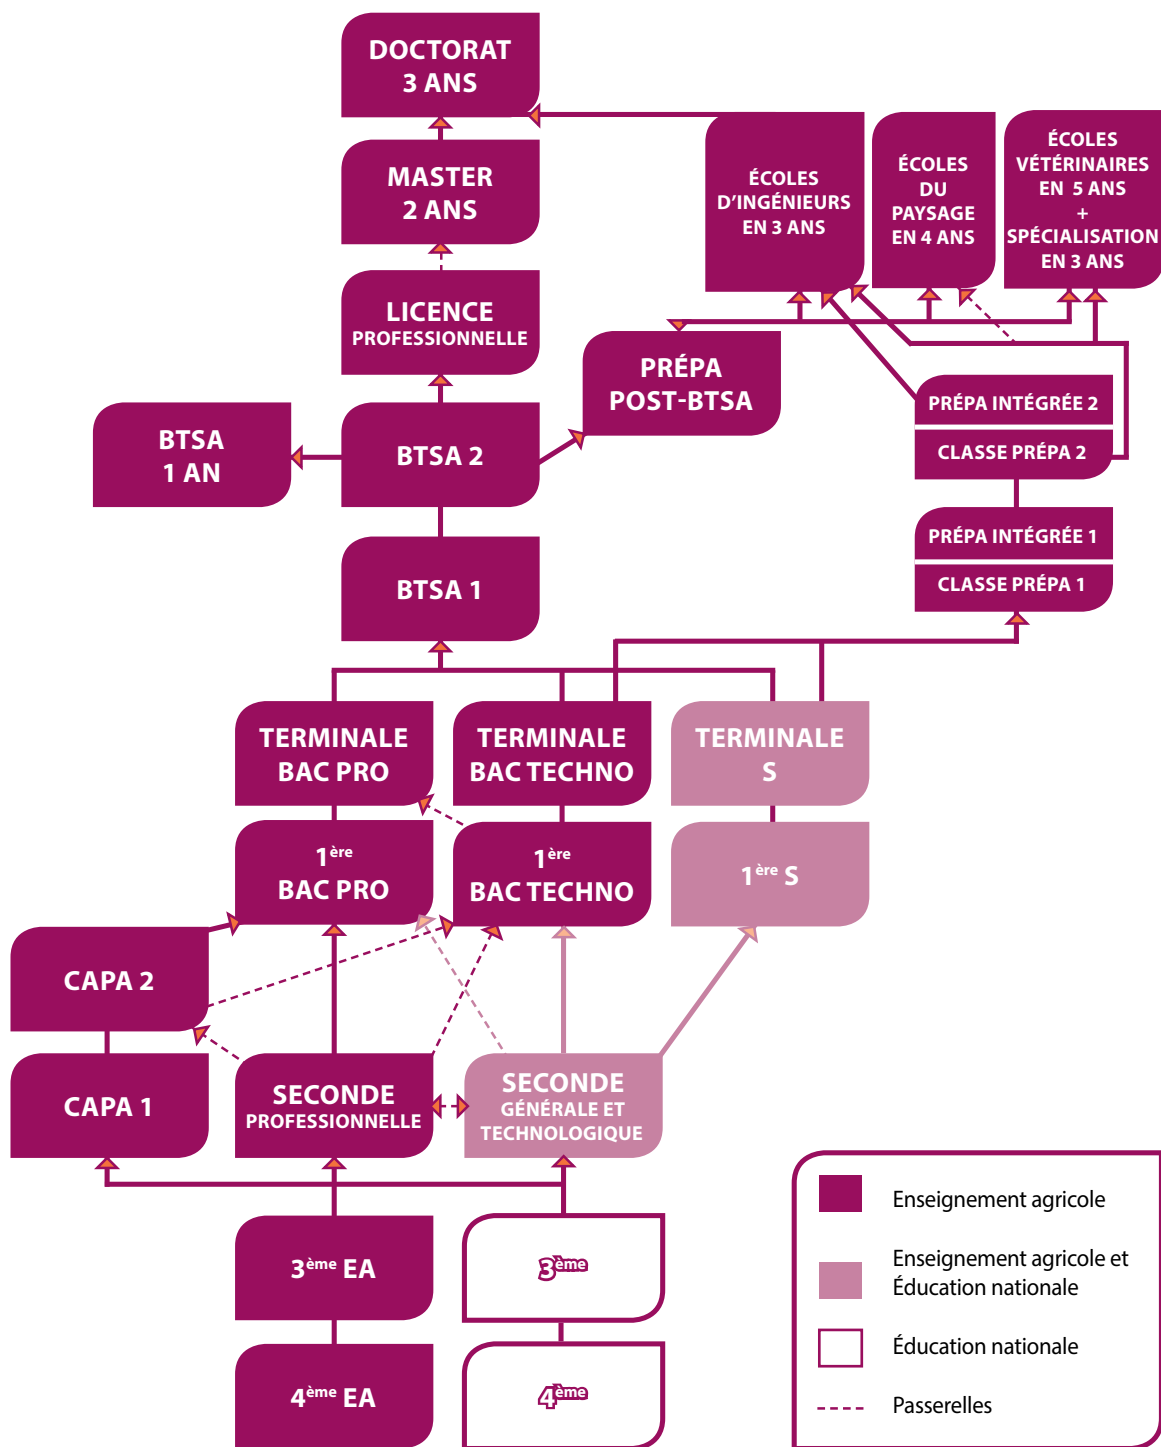 DOCTORAT
3 ANS
MASTER
2 ANS
ÉCOLES
D'INGÉNIEURS
EN 3 ANS
ÉCOLES
DU
PAYSAGE
EN 4 ANS
ÉCOLES
VÉTÉRINAIRES
EN 5 ANS
+
SPÉCIALISATION
EN 3 ANS
LICENCE
PROFESSIONNELLE
PRÉPA
POST-BTSA
BTSA
1 AN
BTSA 2
PRÉPA INTÉGRÉE 2
CLASSE PRÉPA 2
BTSA 1
PRÉPA INTÉGRÉE 1
CLASSE PRÉPA 1
TERMINALE
BAC PRO
TERMINALE
BAC TECHNO
TERMINALE
S
1ère
BAC PRO
1ère
BAC TECHNO
1ère S
CAPA 2
CAPA 1
SECONDE
PROFESSIONNELLE
SECONDE
GÉNÉRALE ET
TECHNOLOGIQUE
3ème EA
3ème
4ème EA
4ème
Enseignement agricole
Enseignement agricole et
Éducation nationale
Éducation nationale
Passerelles